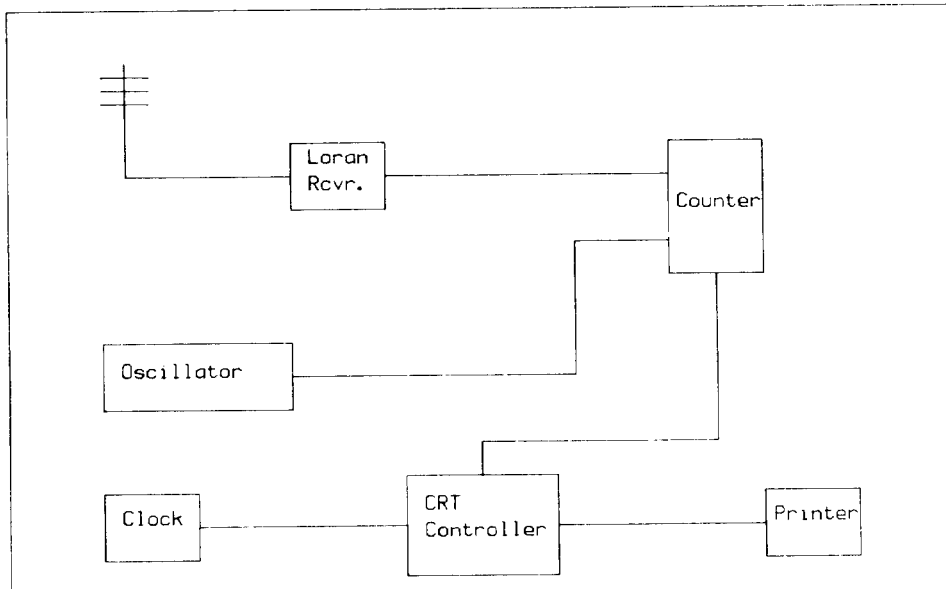 Loran
Rcvr.
Counter
Oscillator
Clock
CRT
Controller
Printer